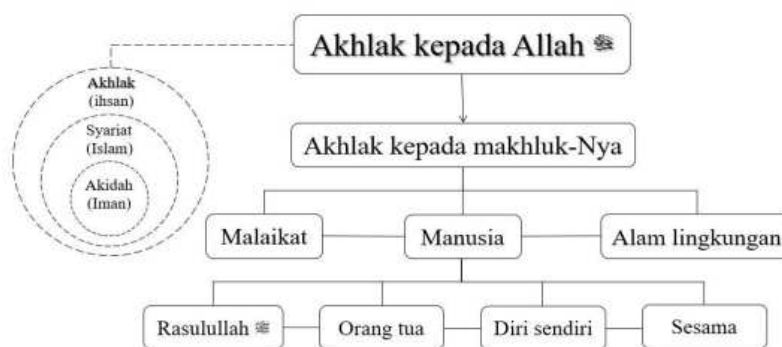 Akhlak kepada Allah ﷻ
Akhlak
(ihsan)
Syariat
(Islam)
Akidah
(Iman)
Akhlak kepada makhluk-Nya
Malaikat
Manusia
Alam lingkungan
Rasulullah ﷺ
Orang tua
Diri sendiri
Sesama